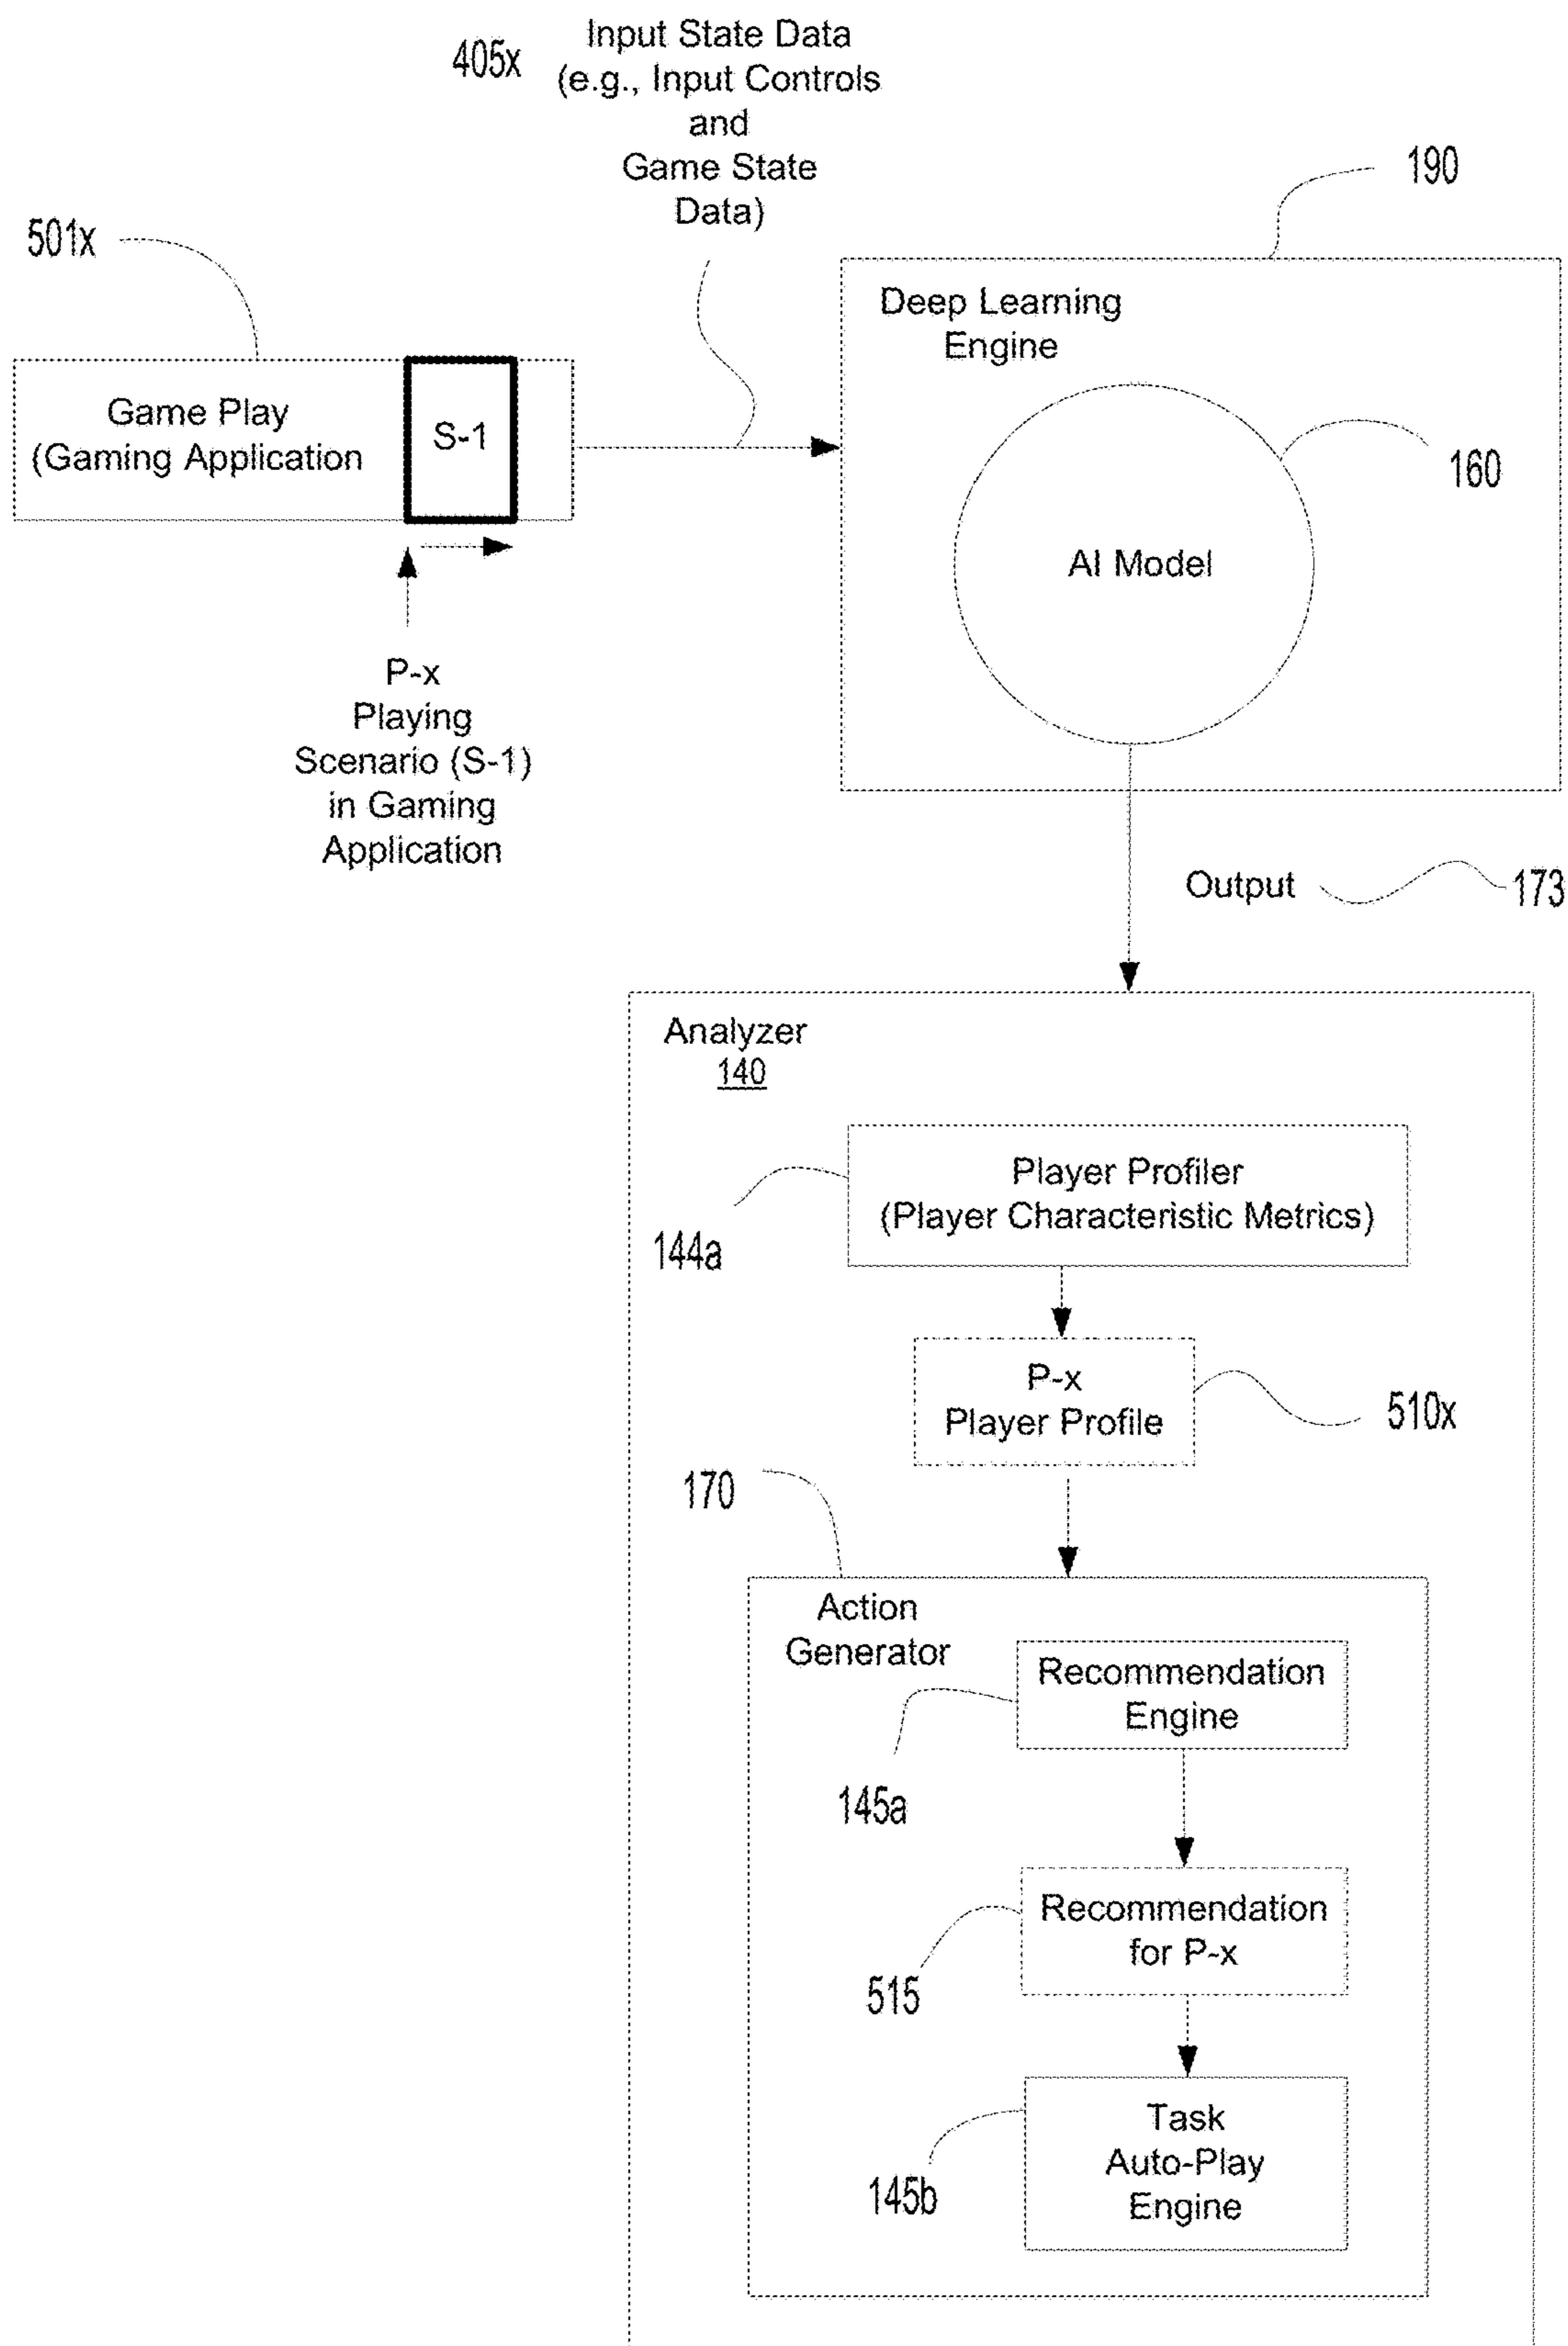 405x
Input State Data
(e.g., Input Controls
and
Game State
Data)
190
501x
Deep Learning
Engine
Game Play
(Gaming Application
S-1
160
AI Model
P-x
Playing
Scenario (S-1)
in Gaming
Application
Output
173
Analyzer
140
Player Profiler
(Player Characteristic Metrics)
144a
P-x
Player Profile
510x
170
Action
Generator
Recommendation
Engine
145a
Recommendation
for P-x
515
Task
Auto-Play
Engine
145b